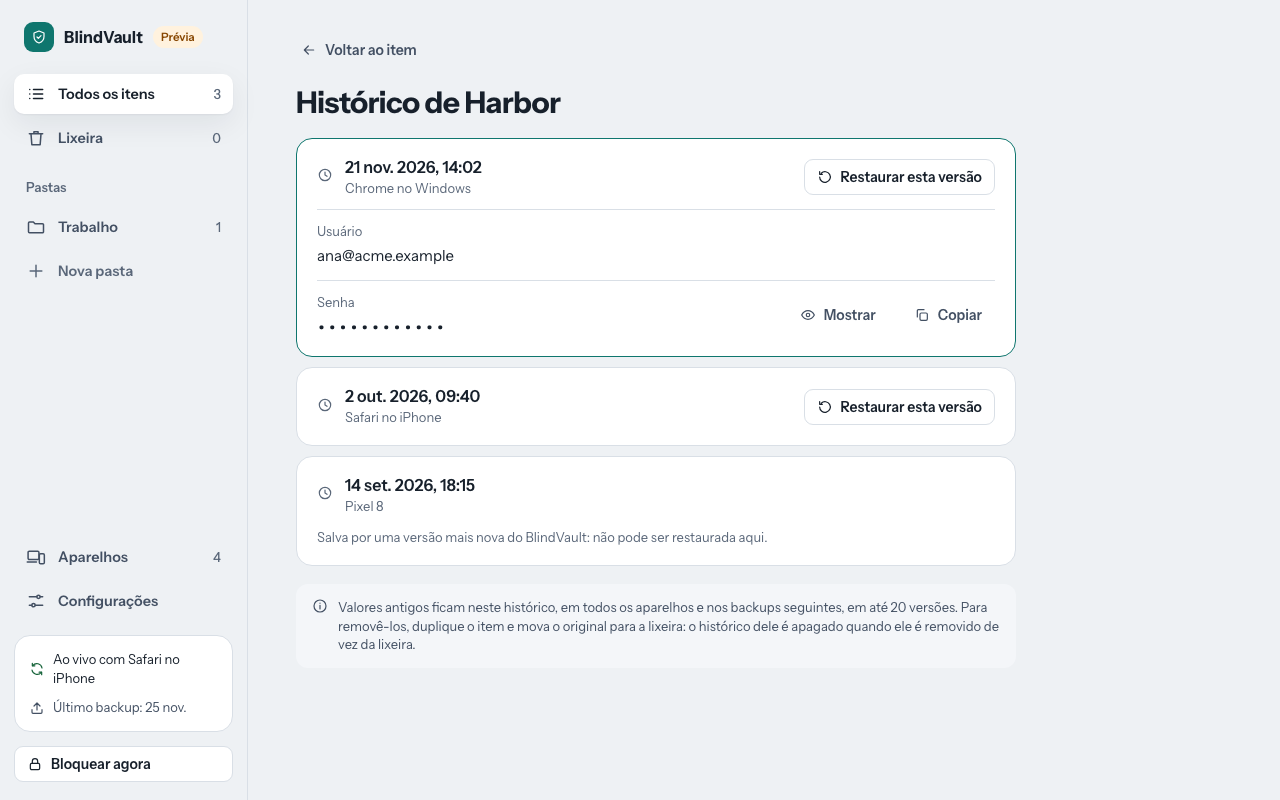 BlindVault Prévia
Todos os itens 3
Lixeira 0
Pastas
Trabalho 1
Nova pasta
Aparelhos 4
Configurações
Ao vivo com Safari no
iPhone
Último backup: 25 nov.
Bloquear agora
Voltar ao item
Histórico de Harbor
21 nov. 2026, 14:02
Chrome no Windows
Restaurar esta versão
Usuário
ana@acme.example
Senha
••••••••••••
Mostrar
Copiar
2 out. 2026, 09:40
Safari no iPhone
Restaurar esta versão
14 set. 2026, 18:15
Pixel 8
Salva por uma versão mais nova do BlindVault: não pode ser restaurada aqui.
Valores antigos ficam neste histórico, em todos os aparelhos e nos backups seguintes, em até 20 versões. Para
removê-los, duplique o item e mova o original para a lixeira: o histórico dele é apagado quando ele é removido de
vez da lixeira.